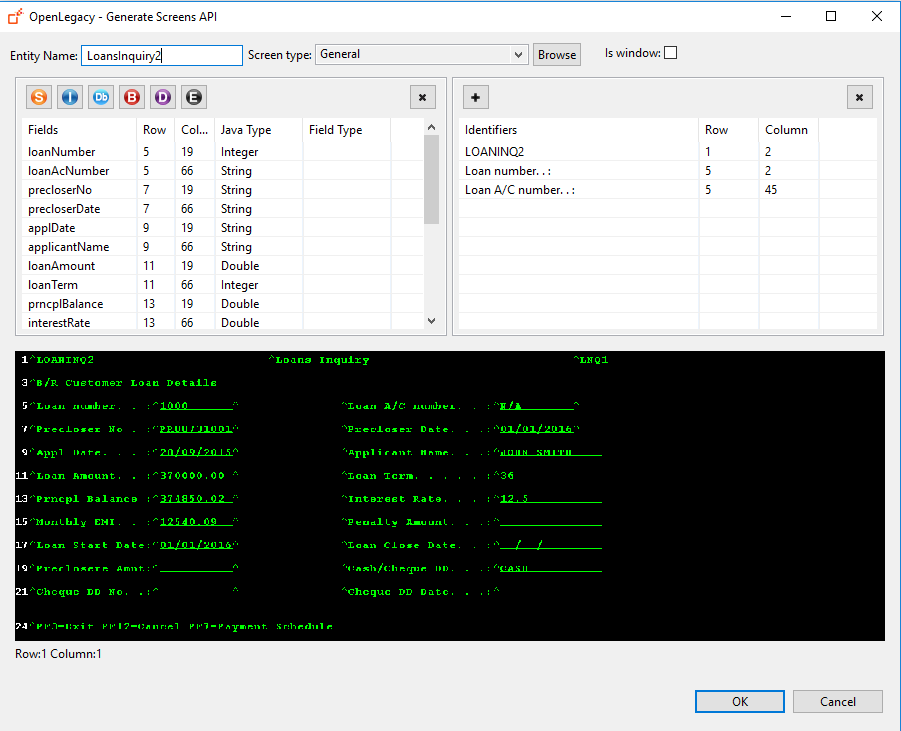 OpenLegacy - Generate Screens API
Entity Name: LoansInquiry2 Screen type: General Browse Is window:
S I Db B D E
Fields Row Col... Java Type Field Type
loanNumber 5 19 Integer
loanAcNumber 5 66 String
precloserNo 7 19 String
precloserDate 7 66 String
applDate 9 19 String
applicantName 9 66 String
loanAmount 11 19 Double
loanTerm 11 66 Integer
prncplBalance 13 19 Double
interestRate 13 66 Double
Identifiers Row Column
LOANINQ2 1 2
Loan number. . : 5 2
Loan A/C number. . : 5 45
1^LOANINQ2 ^Loans Inquiry ^LNQ1
3^B/R Customer Loan Details
5^Loan number. . :^1000 ^ ^Loan A/C number. . :^N/A ^
7^Precloser No . :^ ^ ^Precloser Date. . .:^01/01/2016^
9^Appl Date. . . :^20/09/2015^ ^Applicant Name. . .:^JOHN SMITH
11^Loan Amount. . :^370000.00 ^ ^Loan Term. . . . . :^36
13^Prncpl Balance :^374850.02 ^ ^Interest Rate. . . :^12.5
15^Monthly EMI. . :^12540.09 ^ ^Penalty Amount. . .:^
17^Loan Start Date:^01/01/2016^ ^Loan Close Date. . :^ / /
19^Preclosere Amnt:^ ^ ^Cash/Cheque DD. . . :^CASH
21^Cheque DD No. . :^ ^ ^Cheque DD Date. . .:^
24^PF3=Exit PF12=Cancel PF7=Payment Schedule
Row:1 Column:1
OK Cancel